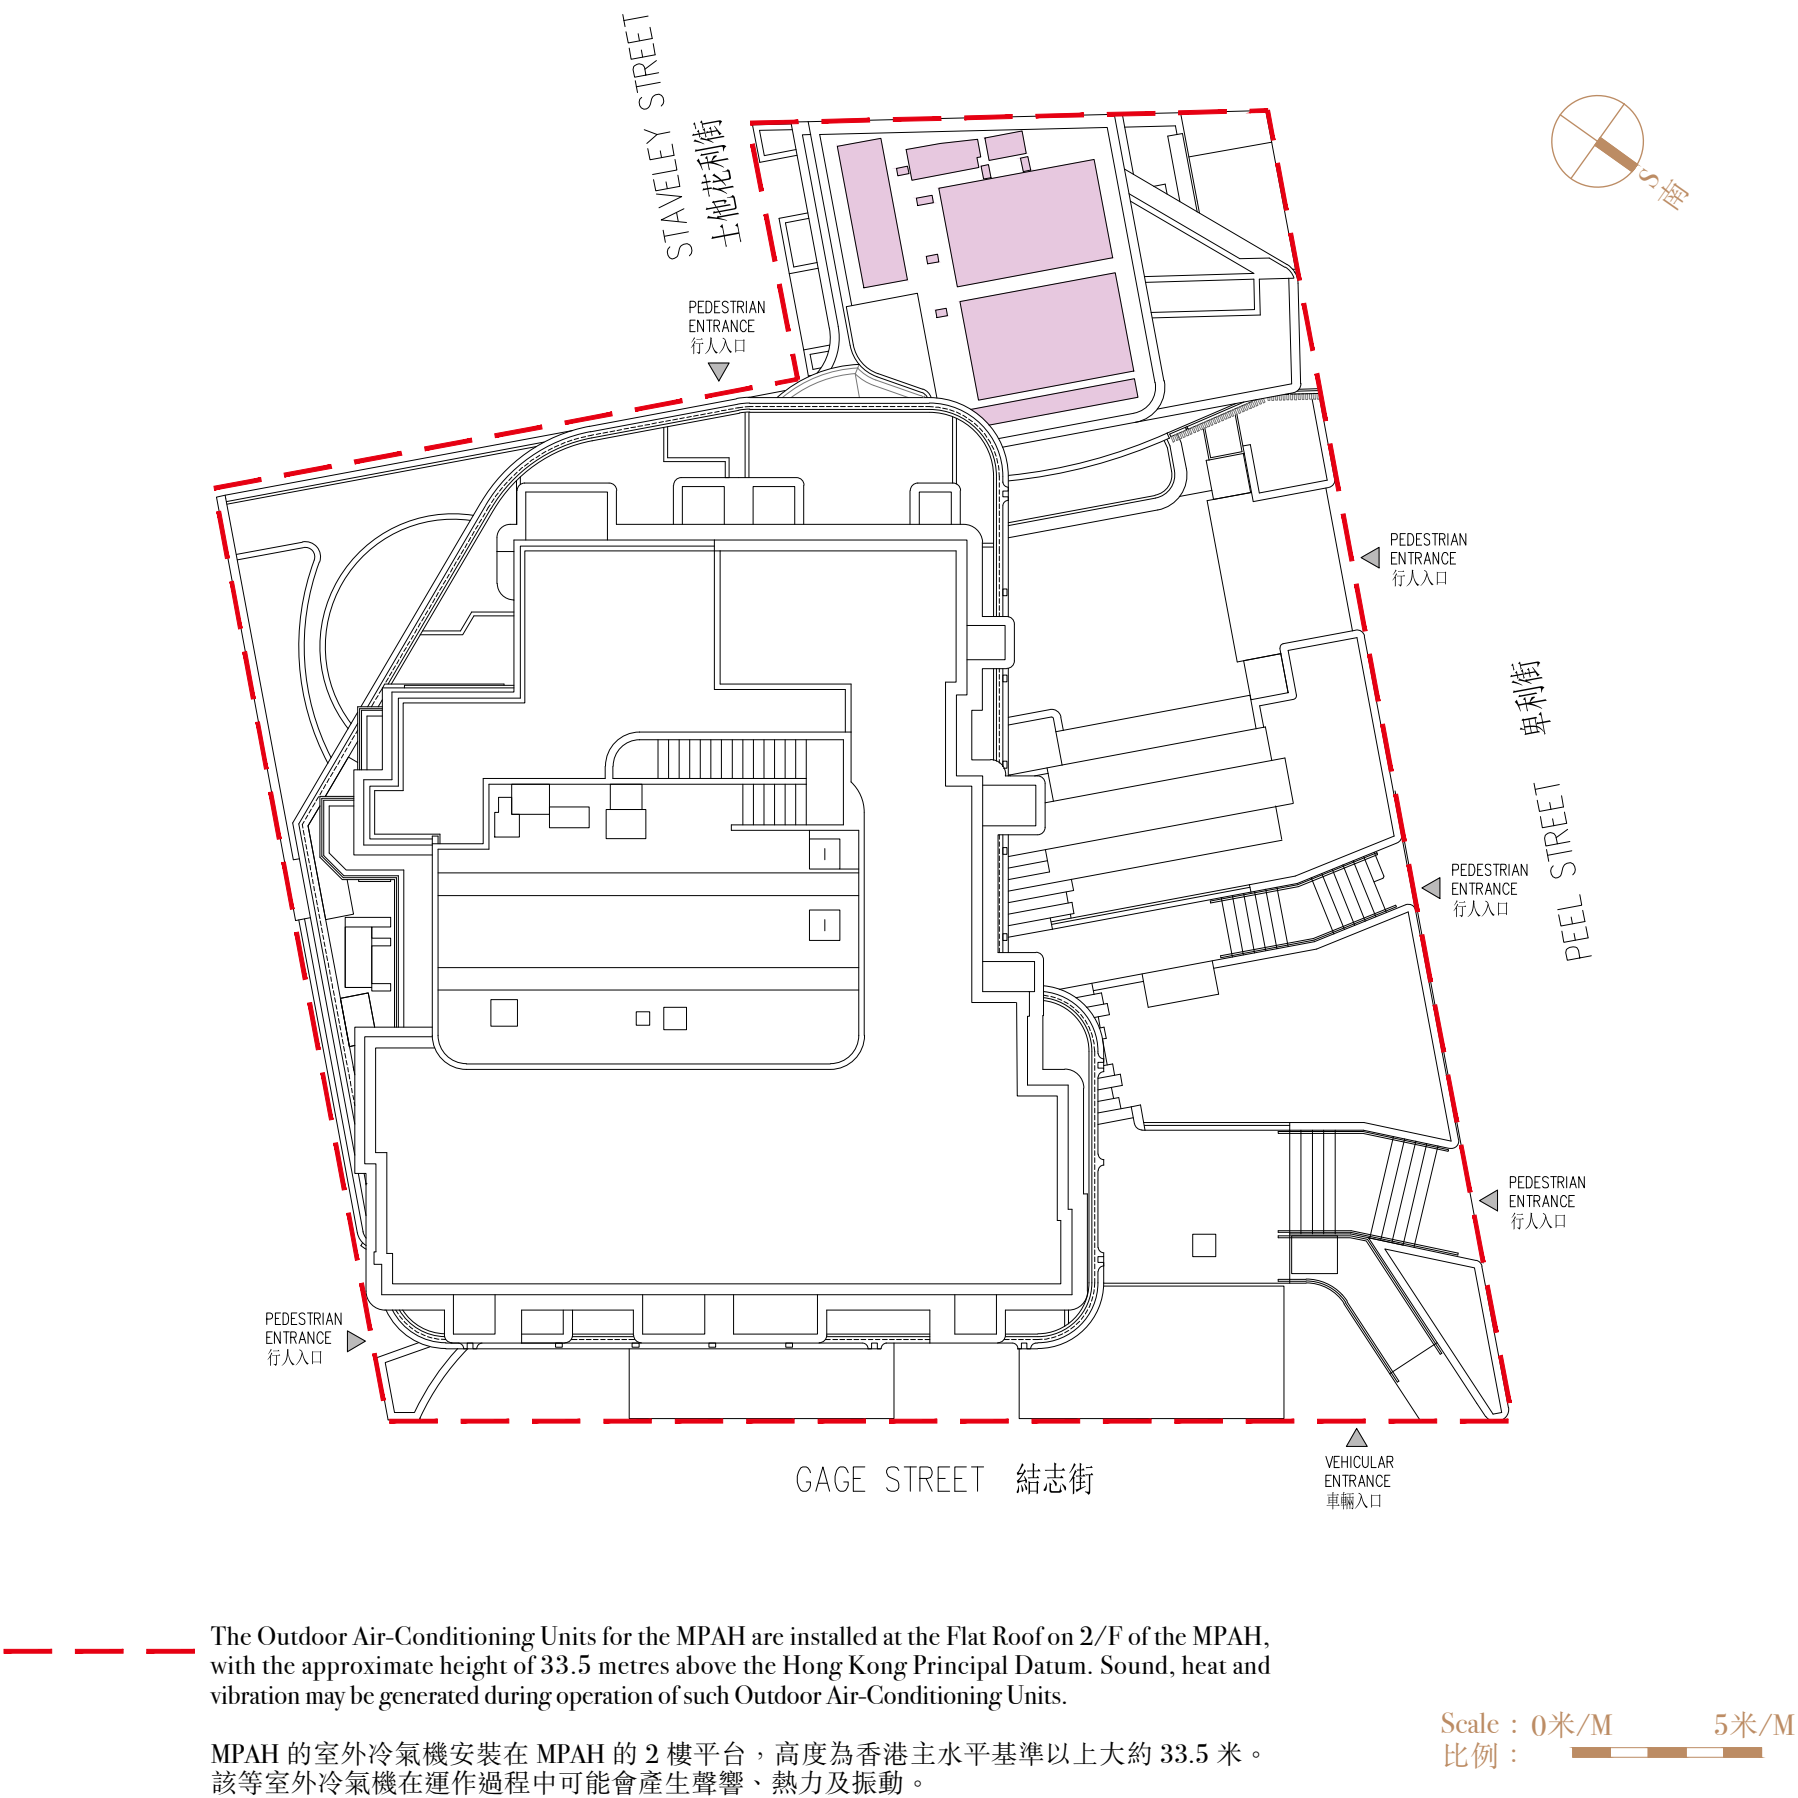 STAVELEY STREET
士他花利街
S南
PEDESTRIAN
ENTRANCE
行人入口
PEDESTRIAN
ENTRANCE
行人入口
卑利街
PEEL STREET
PEDESTRIAN
ENTRANCE
行人入口
PEDESTRIAN
ENTRANCE
行人入口
PEDESTRIAN
ENTRANCE
行人入口
GAGE STREET 結志街
VEHICULAR
ENTRANCE
車輛入口
The Outdoor Air-Conditioning Units for the MPAH are installed at the Flat Roof on 2/F of the MPAH,
with the approximate height of 33.5 metres above the Hong Kong Principal Datum. Sound, heat and
vibration may be generated during operation of such Outdoor Air-Conditioning Units.
MPAH 的室外冷氣機安裝在 MPAH 的 2 樓平台，高度為香港主水平基準以上大約 33.5 米。
該等室外冷氣機在運作過程中可能會產生聲響、熱力及振動。
Scale : 0米/M 5米/M
比例 :